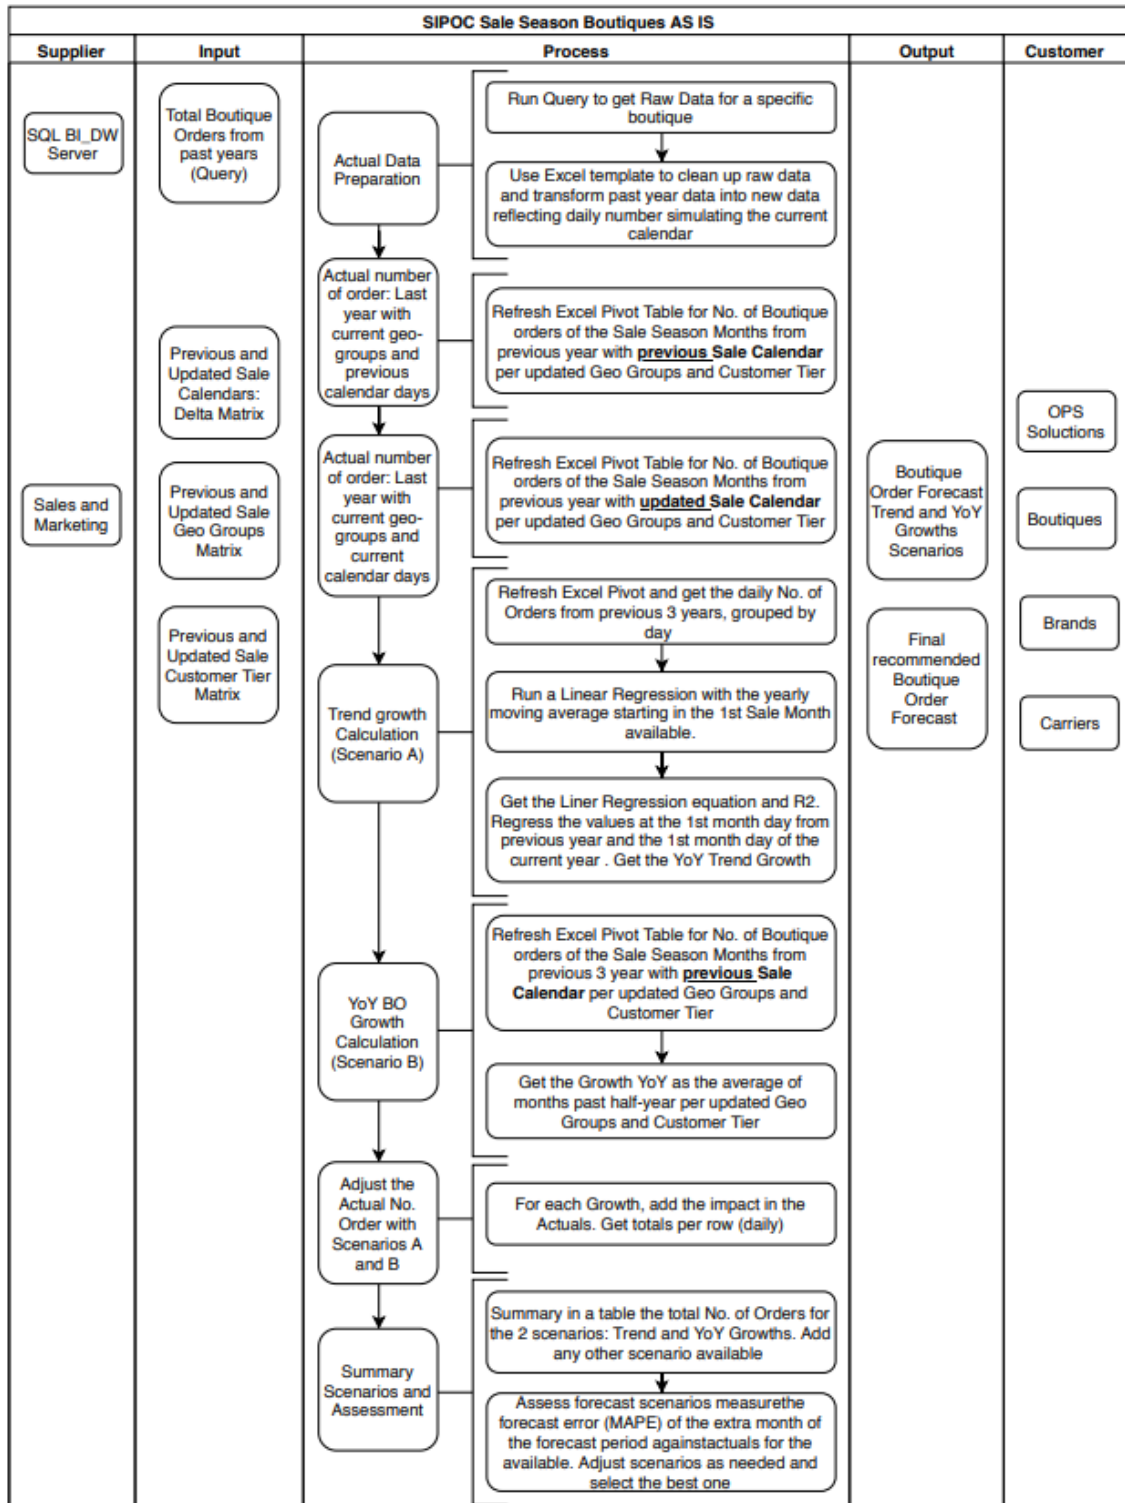 SIPOC Sale Season Boutiques AS IS
Supplier
Input
Process
Output
Customer
SQL BI_DW
Server
Sales and
Marketing
Total Boutique
Orders from
past years
(Query)
Previous and
Updated Sale
Calendars:
Delta Matrix
Previous and
Updated Sale
Geo Groups
Matrix
Previous and
Updated Sale
Customer Tier
Matrix
Actual Data
Preparation
Run Query to get Raw Data for a specific
boutique
Use Excel template to clean up raw data
and transform past year data into new data
reflecting daily number simulating the current
calendar
Actual number
of order: Last
year with
current geo-
groups and
previous
calendar days
Refresh Excel Pivot Table for No. of Boutique
orders of the Sale Season Months from
previous year with previous Sale Calendar
per updated Geo Groups and Customer Tier
Actual number
of order: Last
year with
current geo-
groups and
current
calendar days
Refresh Excel Pivot Table for No. of Boutique
orders of the Sale Season Months from
previous year with updated Sale Calendar
per updated Geo Groups and Customer Tier
Trend growth
Calculation
(Scenario A)
Refresh Excel Pivot and get the daily No. of
Orders from previous 3 years, grouped by
day
Run a Linear Regression with the yearly
moving average starting in the 1st Sale Month
available.
Get the Liner Regression equation and R2.
Regress the values at the 1st month day from
previous year and the 1st month day of the
current year . Get the YoY Trend Growth
YoY BO
Growth
Calculation
(Scenario B)
Refresh Excel Pivot Table for No. of Boutique
orders of the Sale Season Months from
previous 3 year with previous Sale
Calendar per updated Geo Groups and
Customer Tier
Get the Growth YoY as the average of
months past half-year per updated Geo
Groups and Customer Tier
Adjust the
Actual No.
Order with
Scenarios A
and B
For each Growth, add the impact in the
Actuals. Get totals per row (daily)
Summary
Scenarios and
Assessment
Summary in a table the total No. of Orders for
the 2 scenarios: Trend and YoY Growths. Add
any other scenario available
Assess forecast scenarios measurethe
forecast error (MAPE) of the extra month of
the forecast period againstactuals for the
available. Adjust scenarios as needed and
select the best one
Boutique
Order Forecast
Trend and YoY
Growths
Scenarios
Final
recommended
Boutique
Order
Forecast
OPS
Soluctions
Boutiques
Brands
Carriers